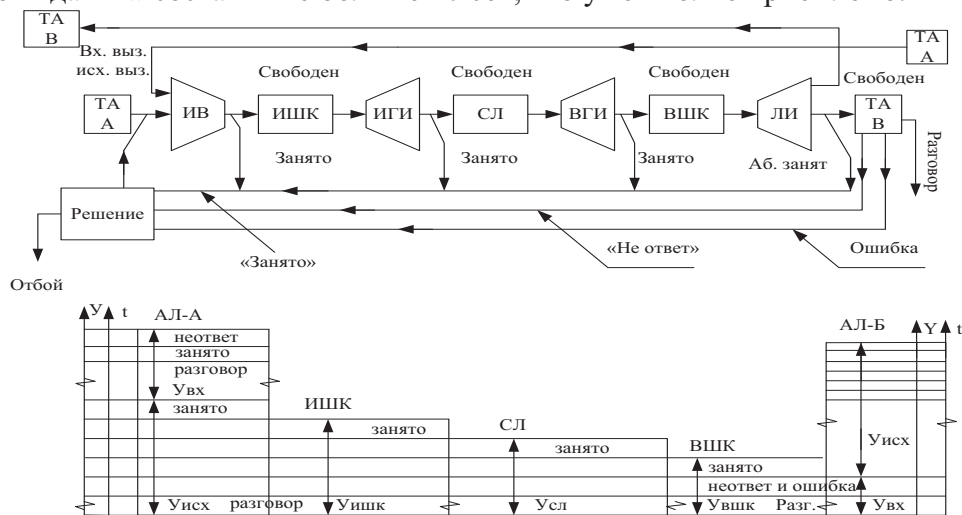 ТА
В
Вх. выз.
исх. выз.
ТА
А
Свободен
Свободен
Свободен
Свободен
ТА
А
ИВ
ИШК
ИГИ
СЛ
ВГИ
ВШК
ЛИ
ТА
В
Занято
Занято
Занято
Аб. занят
Разговор
Решение
«Занято»
«Не ответ»
Ошибка
Отбой
У t
АЛ-А
АЛ-Б
Y t
неответ
занято
разговор
Увх
занято
ИШК
занято
СЛ
занято
ВШК
занято
неответ и ошибка
Уисх
Уисх
разговор
Уишк
Усл
Увшк
Разг.
Увх